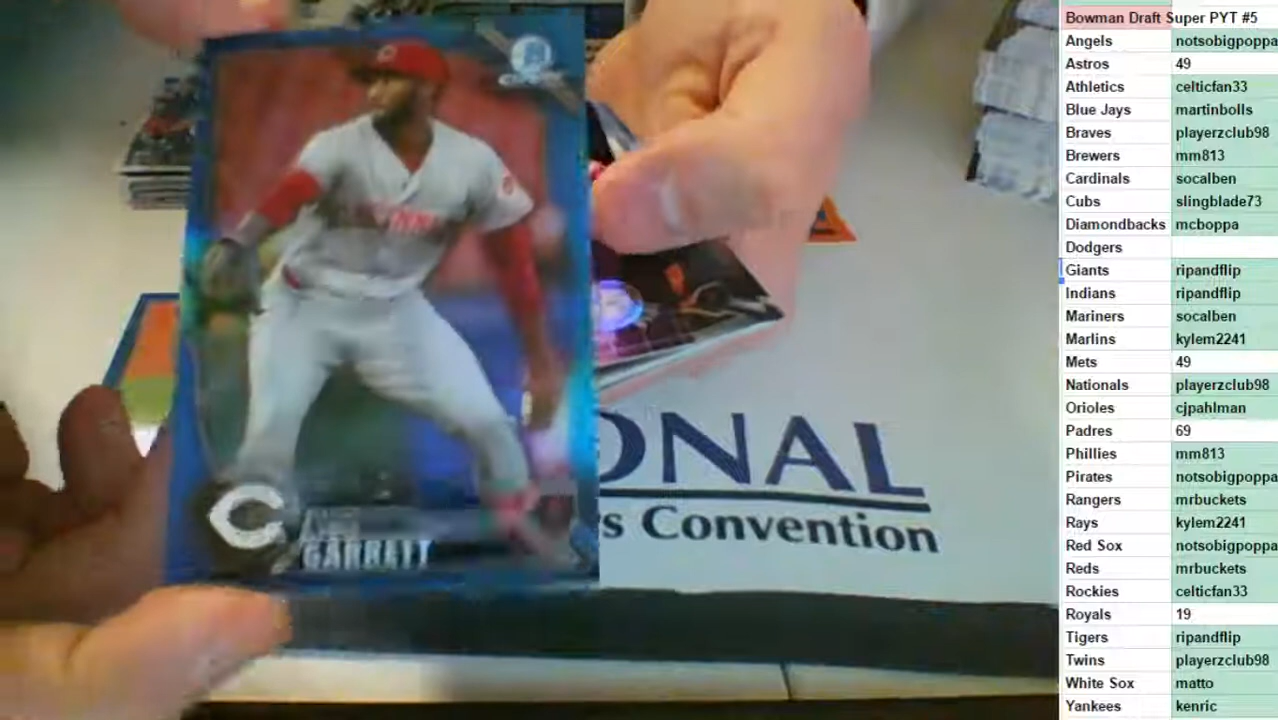 Bowman Draft Super PYT #5
Angels notsobigpoppa
Astros 49
Athletics celticfan33
Blue Jays martinbolls
Braves playerzclub98
Brewers mm813
Cardinals socalben
Cubs slingblade73
Diamondbacks mcboppa
Dodgers
Giants ripandflip
Indians ripandflip
Mariners socalben
Marlins kylem2241
Mets 49
Nationals playerzclub98
Orioles cjpahlman
Padres 69
Phillies mm813
Pirates notsobigpoppa
Rangers mrbuckets
Rays kylem2241
Red Sox notsobigpoppa
Reds mrbuckets
Rockies celticfan33
Royals 19
Tigers ripandflip
Twins playerzclub98
White Sox matto
Yankees kenric
C
GARRETT
ONAL
s Convention